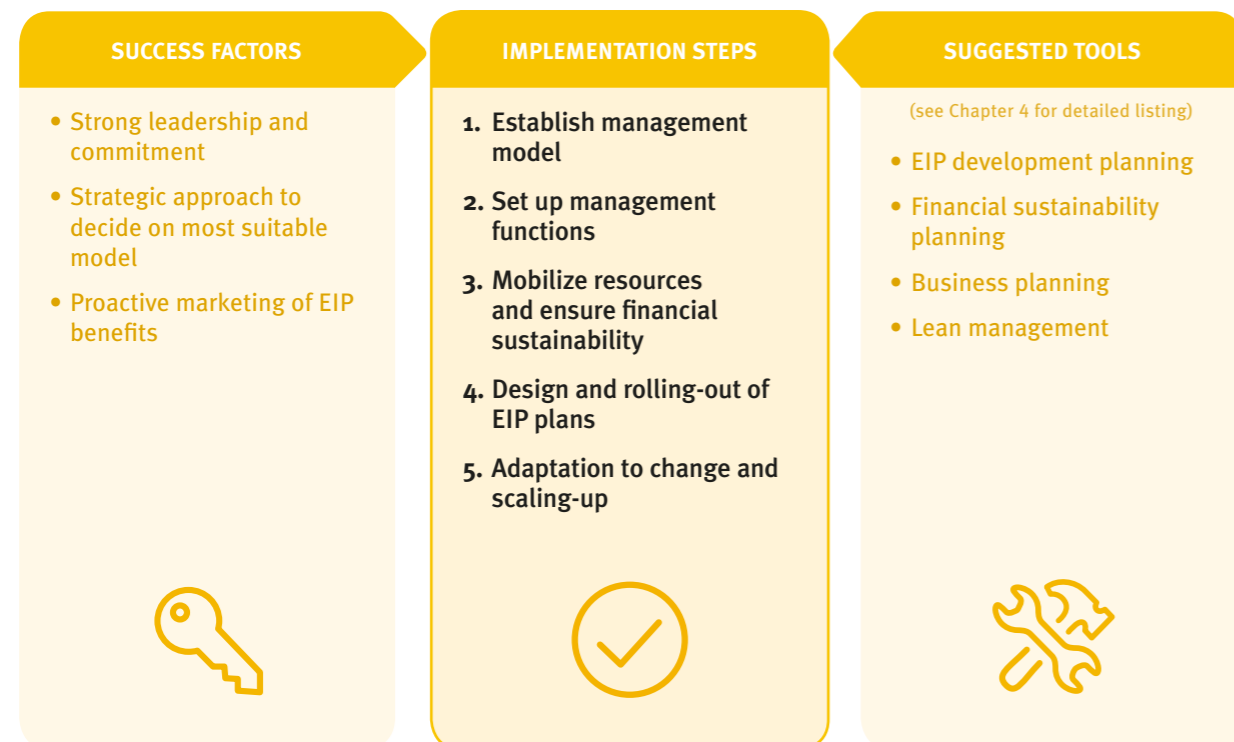 SUCCESS FACTORS
• Strong leadership and
commitment
• Strategic approach to
decide on most suitable
model
• Proactive marketing of EIP
benefits
IMPLEMENTATION STEPS
1. Establish management
model
2. Set up management
functions
3. Mobilize resources
and ensure financial
sustainability
4. Design and rolling-out of
EIP plans
5. Adaptation to change and
scaling-up
SUGGESTED TOOLS
(see Chapter 4 for detailed listing)
• EIP development planning
• Financial sustainability
planning
• Business planning
• Lean management